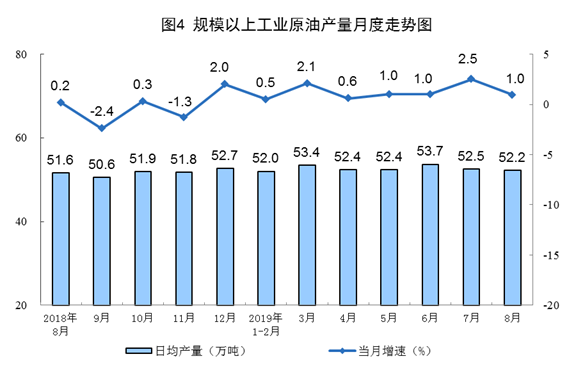 图4 规模以上工业原油产量月度走势图
80 5
0.2 -2.4 0.3 -1.3 2.0 0.5 2.1 0.6 1.0 1.0 2.5 1.0
0
60
51.6 50.6 51.9 51.8 52.7 52.0 53.4 52.4 52.4 53.7 52.5 52.2
-5
40 -10
-15
20 -20
2018年 9月 10月 11月 12月 2019年 3月 4月 5月 6月 7月 8月
8月 1-2月
日均产量（万吨） 当月增速（%）